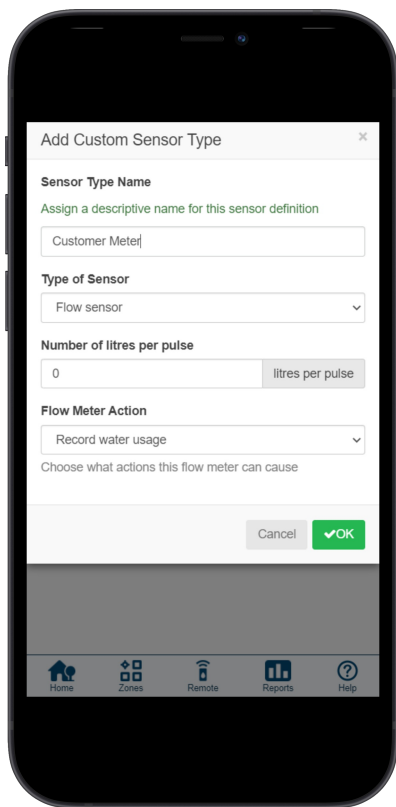 Add Custom Sensor Type ×
Sensor Type Name
Assign a descriptive name for this sensor definition
Customer Meter
Type of Sensor
Flow sensor
Number of litres per pulse
0 litres per pulse
Flow Meter Action
Record water usage
Choose what actions this flow meter can cause
Cancel ✔OK
Home Zones Remote Reports Help